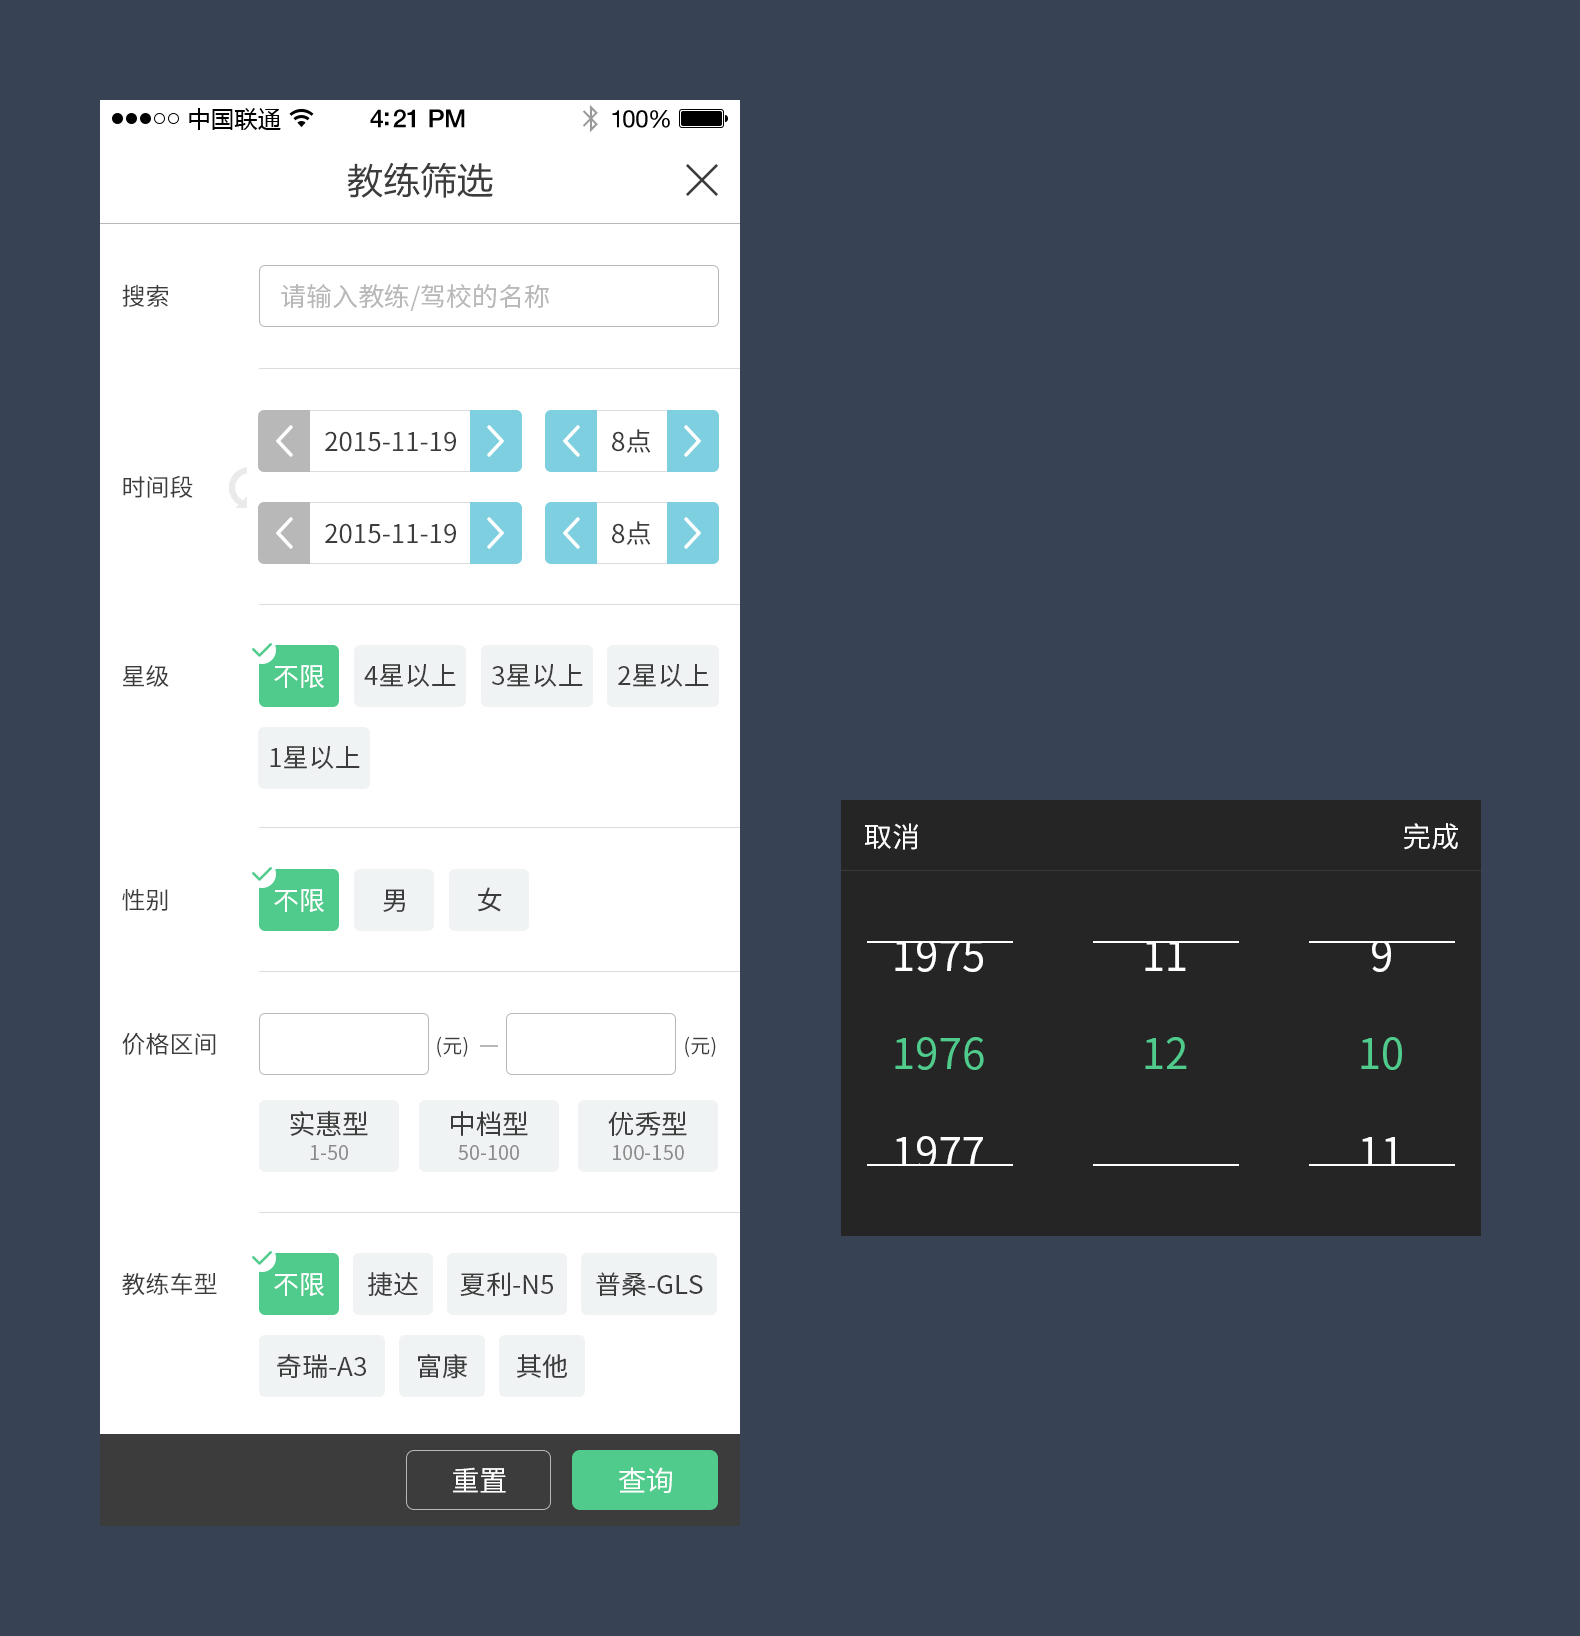 中国联通 4:21 PM 100%
教练筛选
搜索 请输入教练/驾校的名称
2015-11-19 8点
时间段
2015-11-19 8点
星级 不限 4星以上 3星以上 2星以上
1星以上
性别 不限 男 女
价格区间 (元) — (元)
实惠型 中档型 优秀型
1-50 50-100 100-150
教练车型 不限 捷达 夏利-N5 普桑-GLS
奇瑞-A3 富康 其他
重置 查询
取消 完成
1975 11 9
1976 12 10
1977 11